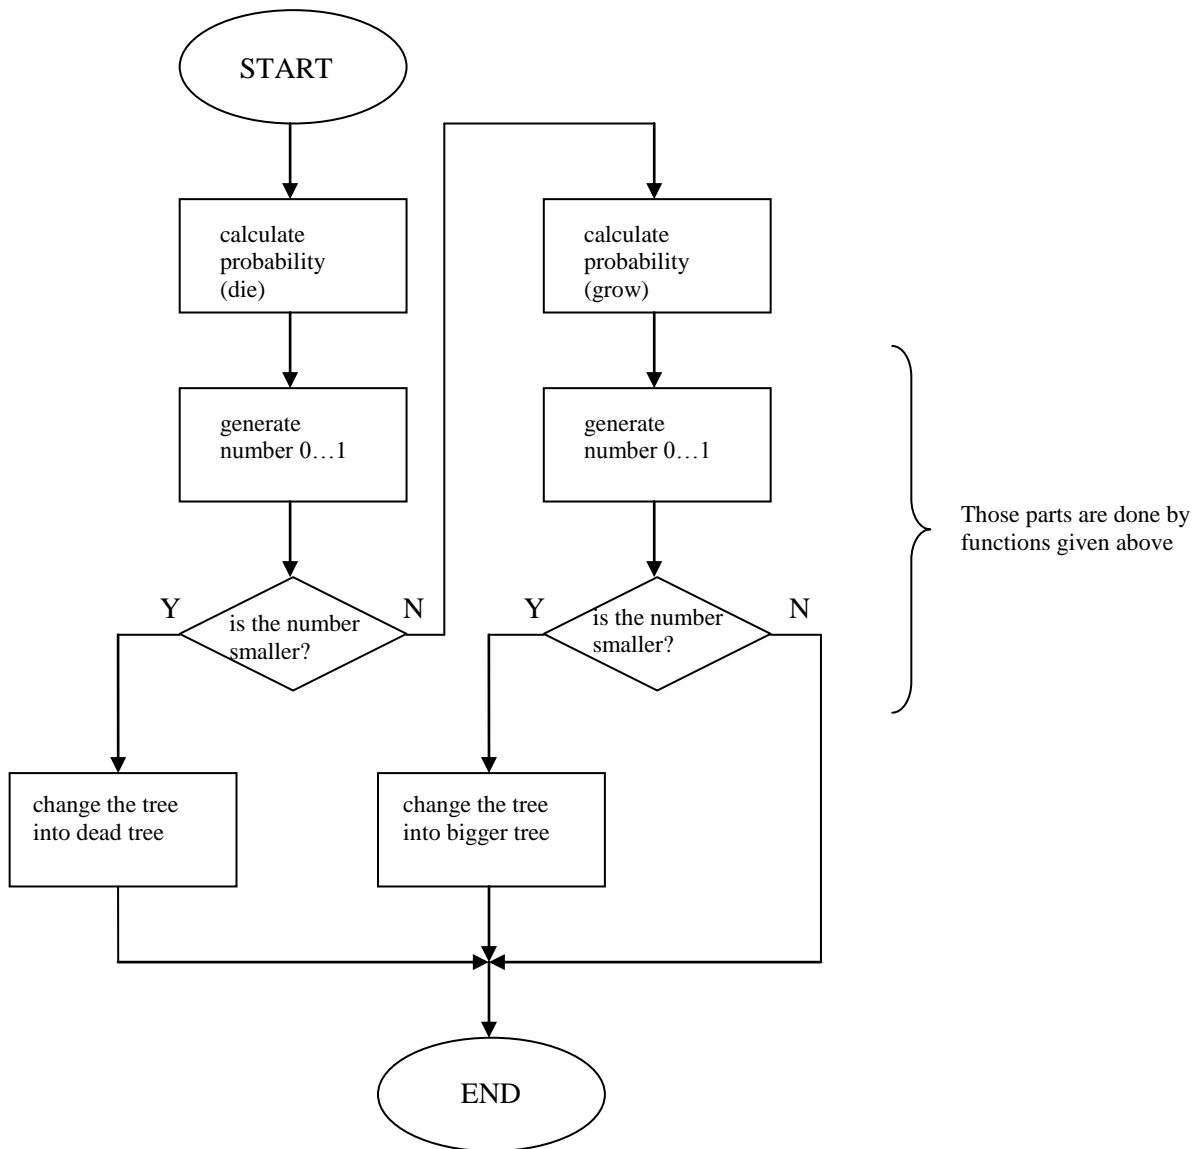 START
calculate
probability
(die)
generate
number 0…1
Y
N
is the number
smaller?
change the tree
into dead tree
calculate
probability
(grow)
generate
number 0…1
Y
N
is the number
smaller?
change the tree
into bigger tree
Those parts are done by
functions given above
END